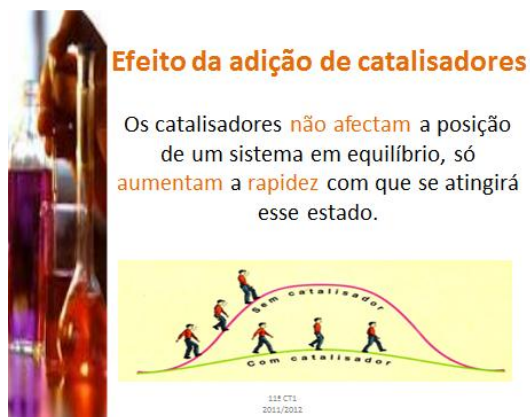 Efeito da adição de catalisadores
Os catalisadores não afectam a posição
de um sistema em equilíbrio, só
aumentam a rapidez com que se atingirá
esse estado.
Sem catalisador
Com catalisador
11ª CT1
2011/2012